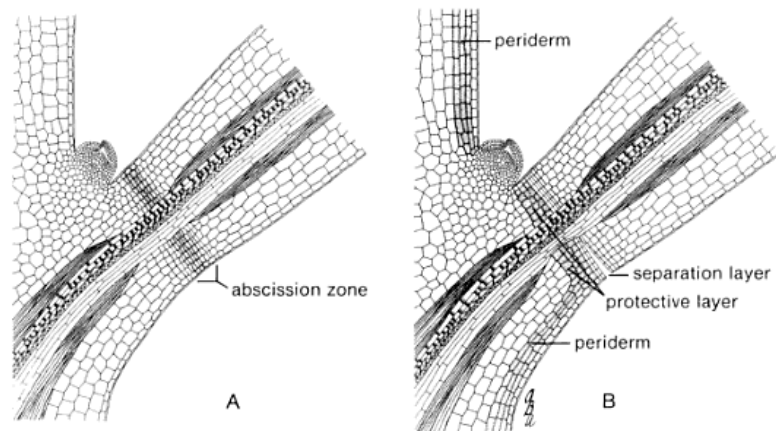 periderm
abscission zone
A
separation layer
protective layer
periderm
B